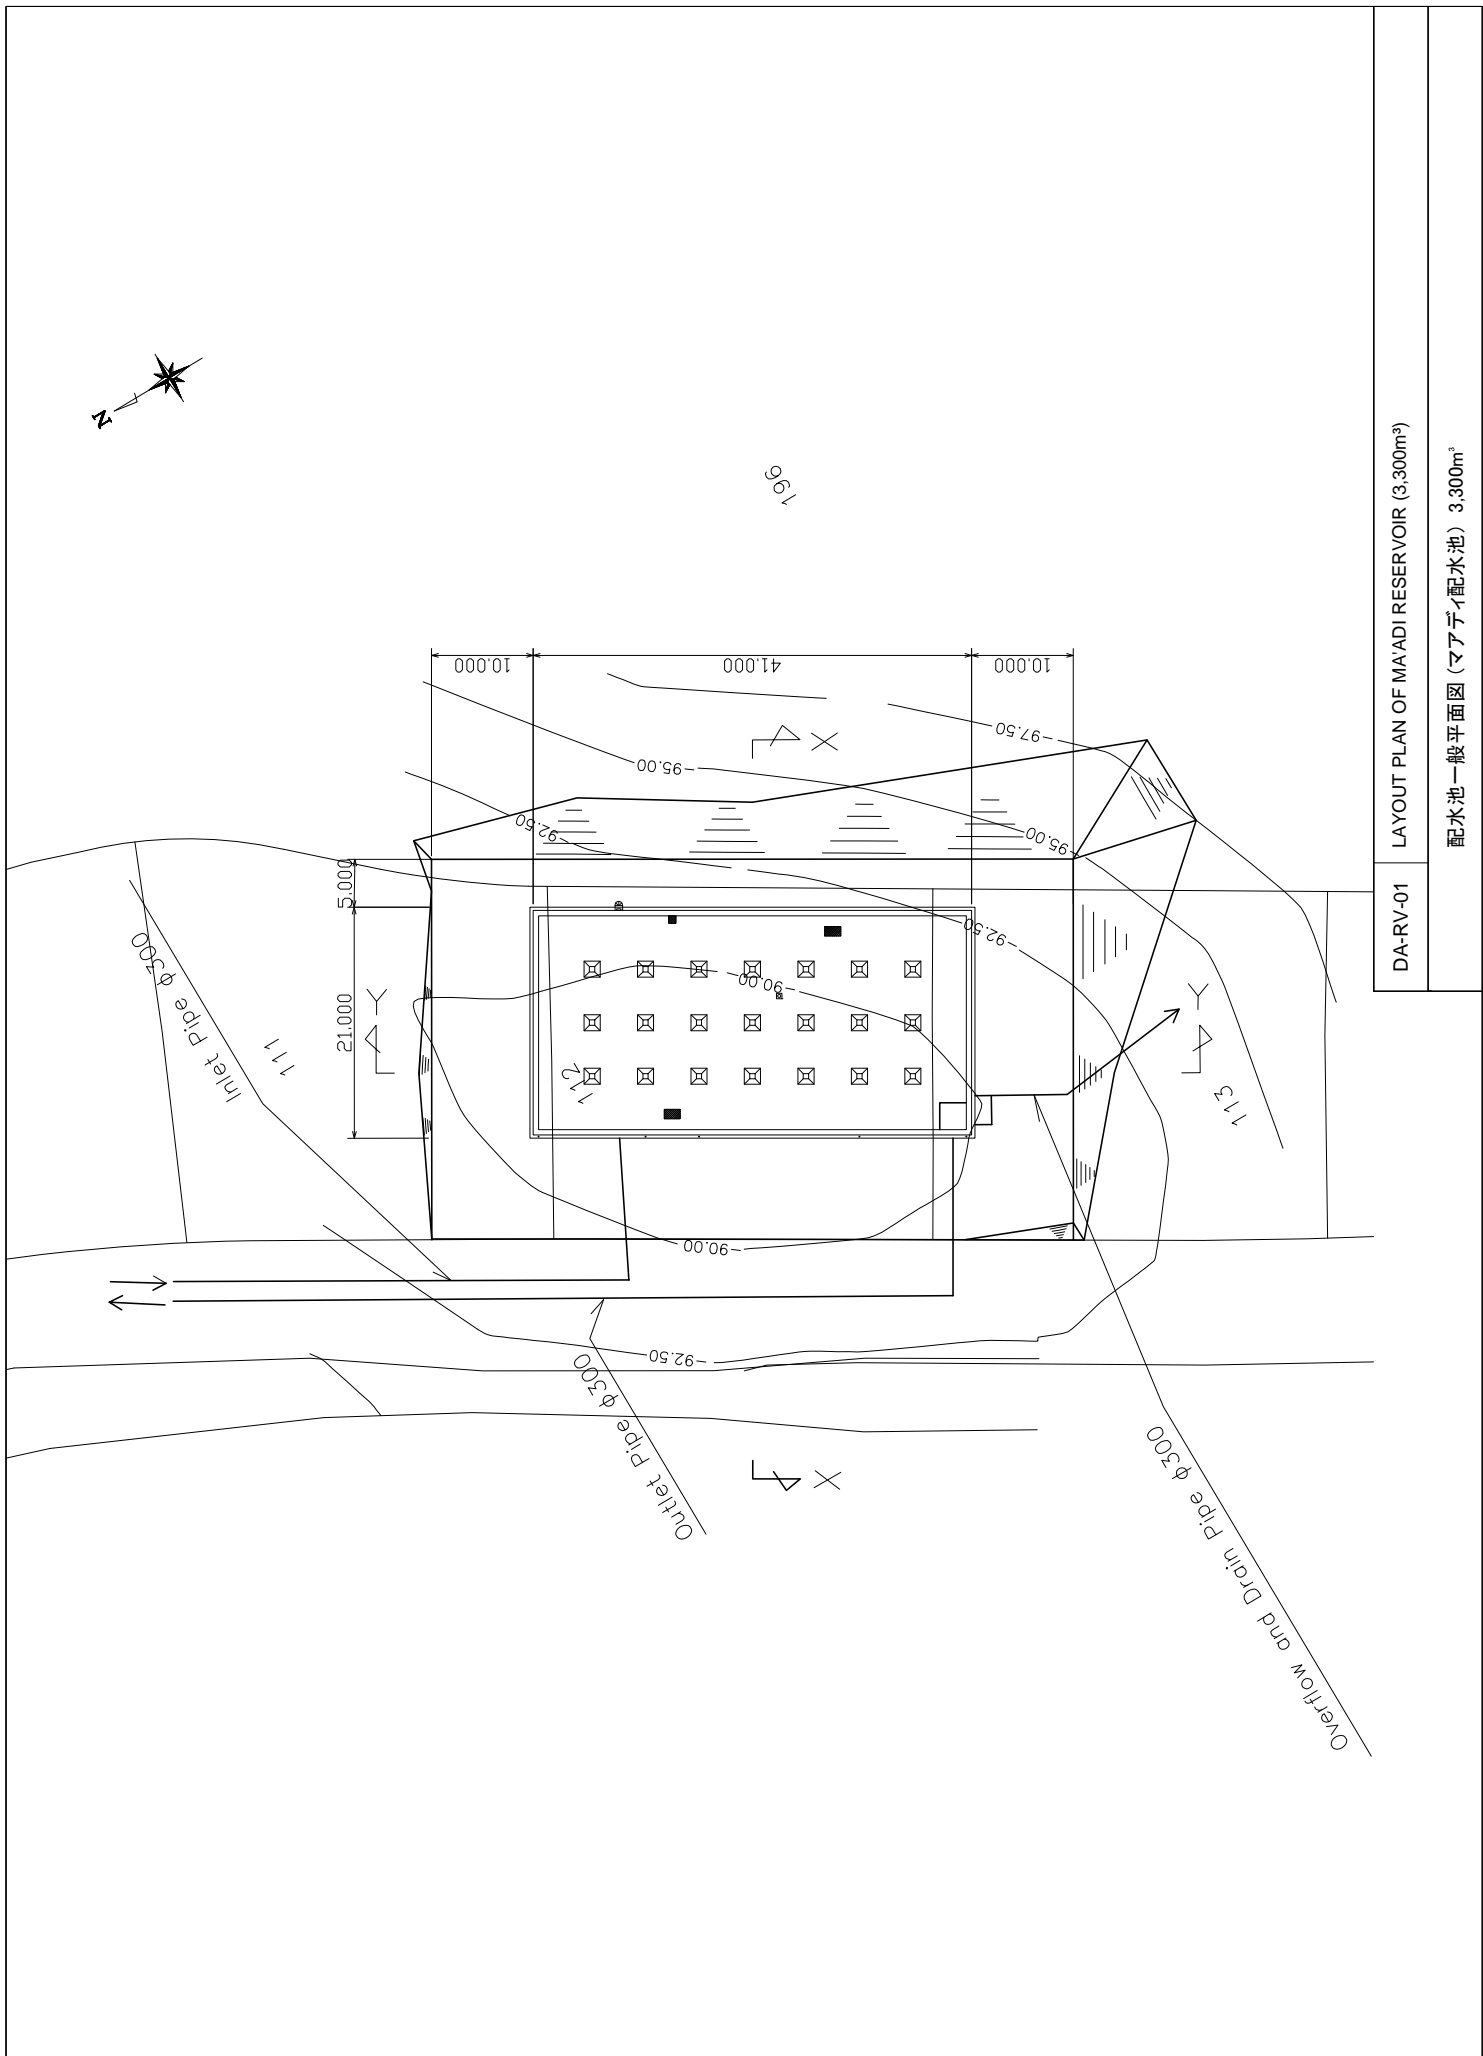 DA-RV-01
LAYOUT PLAN OF MA'ADI RESERVOIR (3,300m³)
配水池一般平面図 (マアディ配水池) 3,300m³
N
196
10.000
41.000
10.000
-97.50
X
-95.00
-92.50
-95.00
5.000
21.000
Inlet Pipe φ300
111
Y
-92.50
-90.00
112
Y
113
-90.00
-92.50
Outlet Pipe φ300
X
Overflow and Drain Pipe φ300